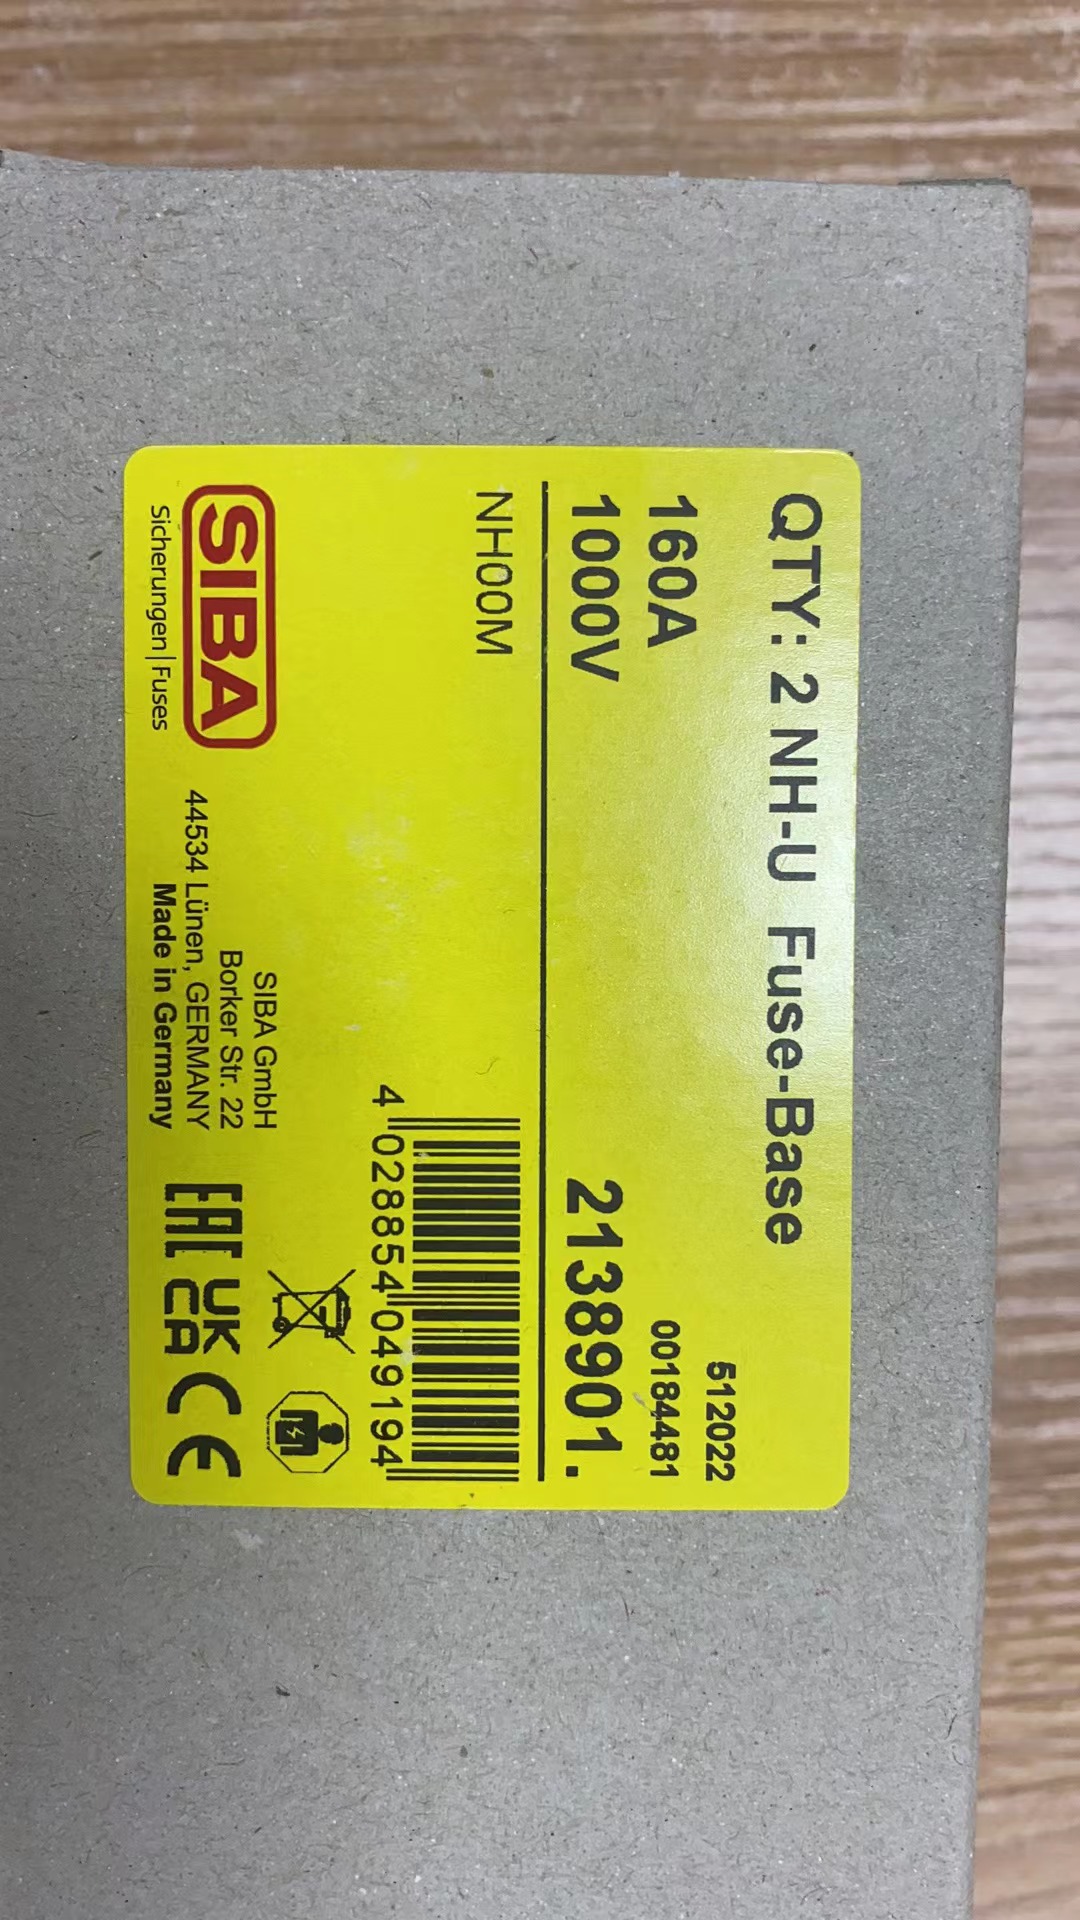 QTY: 2 NH-U Fuse-Base
512022
160A
00184481
1000V
2138901.
NH00M
4 028854 049194
SIBA
Sicherungen | Fuses
SIBA GmbH
Borker Str. 22
44534 Lünen, GERMANY
Made in Germany
EAC
UK
CA
CE